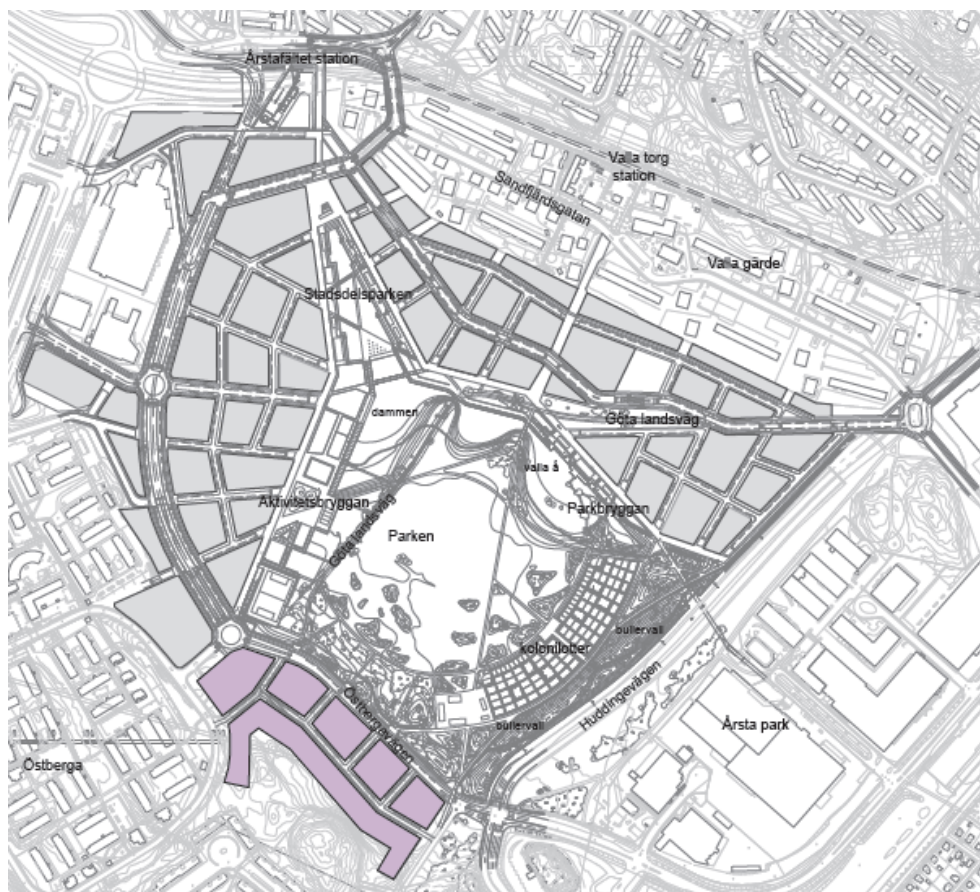 Årstafältet station
Valla torg
station
Sandfjärdsgatan
Valla gärde
Stadsdelsparken
dammen
Göta landsväg
valla å
Aktivitetsbryggan
Parkbryggan
Göta landsväg
Parken
bullervall
kolonilotter
Östbergavägen
Huddingevägen
bullervall
Årsta park
Östberga